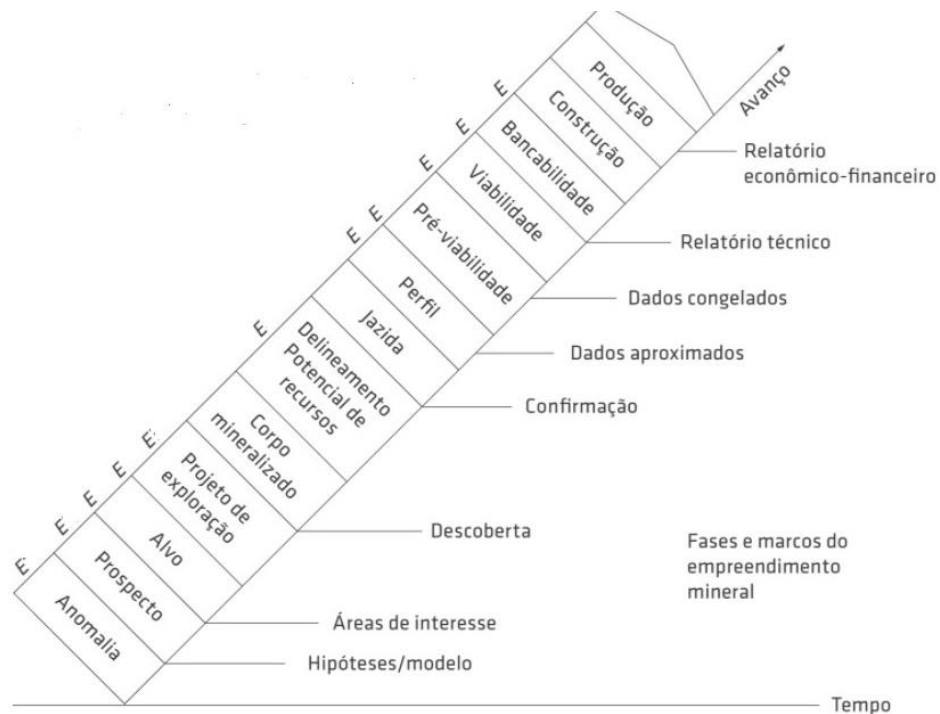 Produção
Construção
Bancabilidade
Viabilidade
Pré-viabilidade
Perfil
Jazida
Delineamento
Potencial de
recursos
Corpo
mineralizado
Projeto de
exploração
Alvo
Prospecto
Anomalia
E
E
E
E
E
E
E
E
E
E
E
E
Avanço
Relatório
econômico-financeiro
Relatório técnico
Dados congelados
Dados aproximados
Confirmação
Descoberta
Áreas de interesse
Hipóteses/modelo
Fases e marcos do
empreendimento
mineral
Tempo